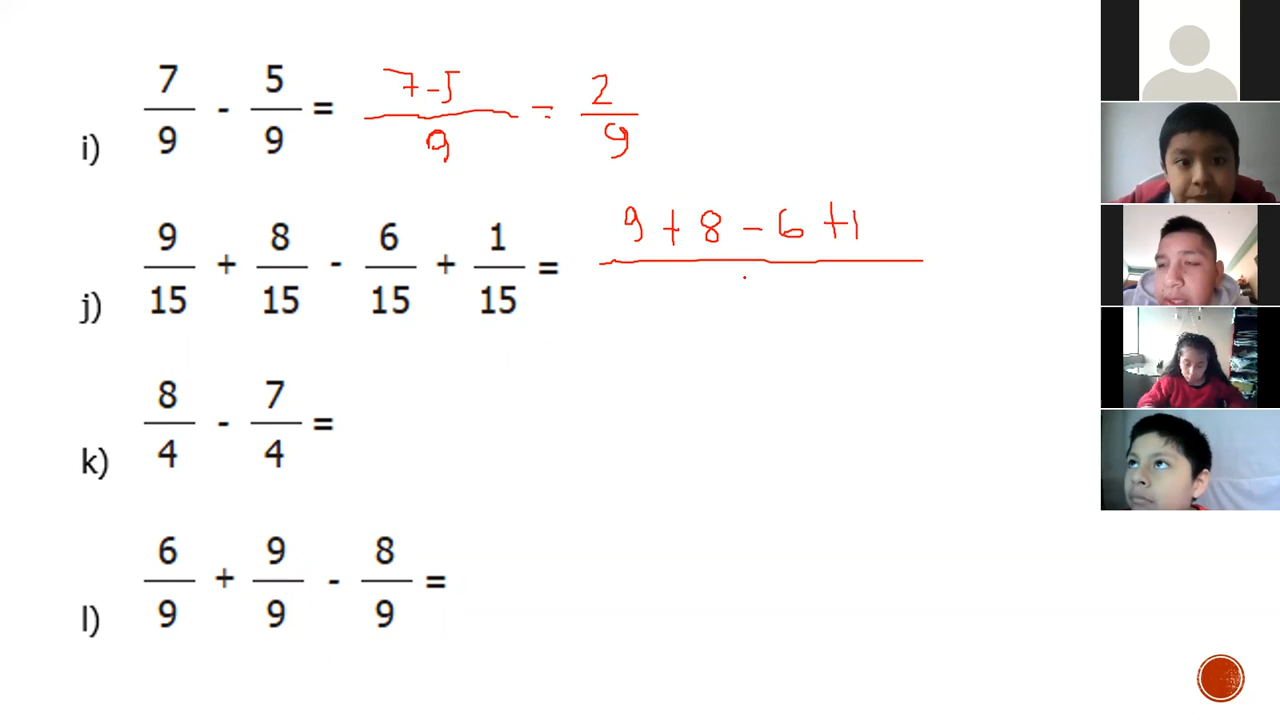 i) 7/9 - 5/9 = 7-5/9 = 2/9
j) 9/15 + 8/15 - 6/15 + 1/15 = 9 + 8 - 6 + 1
k) 8/4 - 7/4 =
l) 6/9 + 9/9 - 8/9 =